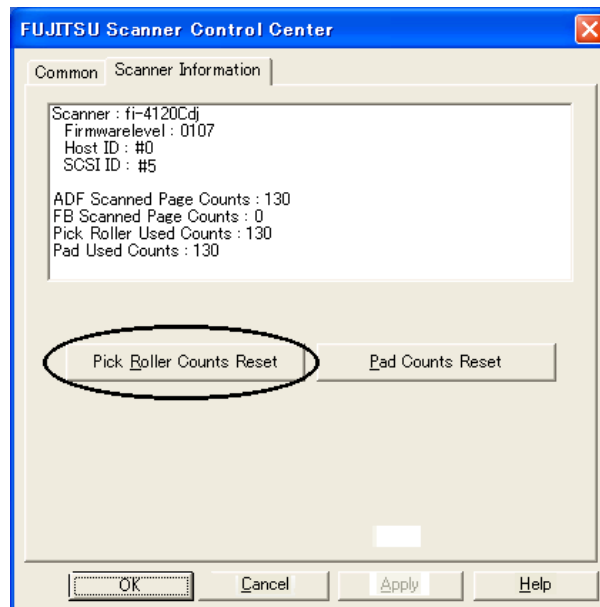 FUJITSU Scanner Control Center
Common
Scanner Information
Scanner : fi-4120Cdj
Firmwarelevel : 0107
Host ID : #0
SCSI ID : #5
ADF Scanned Page Counts : 130
FB Scanned Page Counts : 0
Pick Roller Used Counts : 130
Pad Used Counts : 130
Pick Roller Counts Reset
Pad Counts Reset
OK
Cancel
Apply
Help